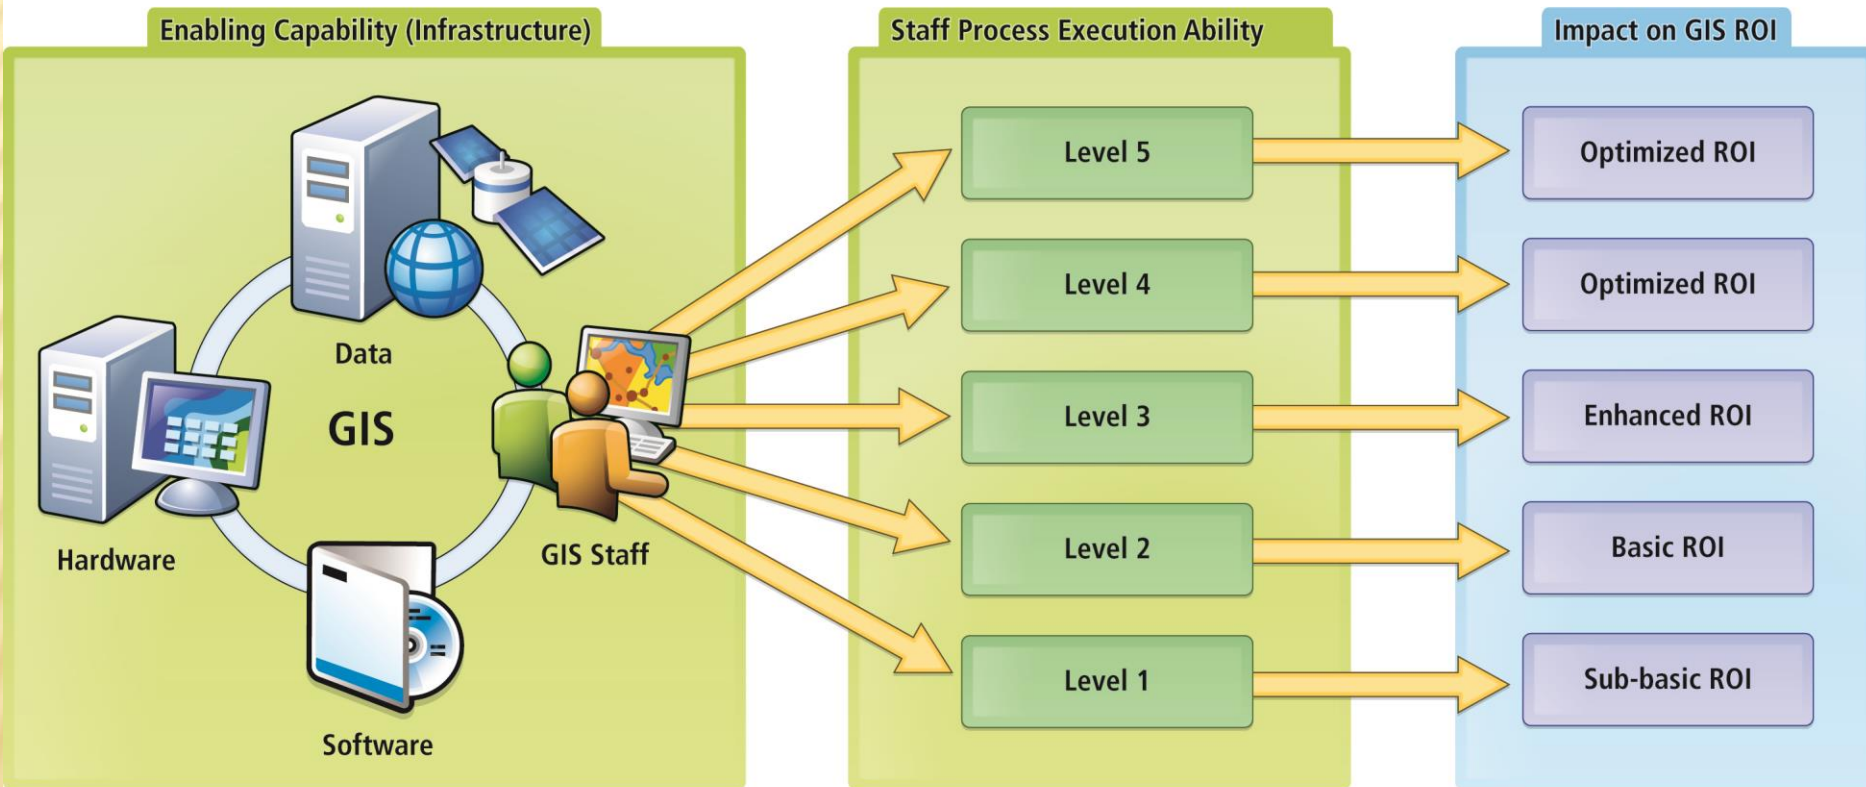 Enabling Capability (Infrastructure)
Data
GIS
Hardware
GIS Staff
Software
Staff Process Execution Ability
Level 5
Level 4
Level 3
Level 2
Level 1
Impact on GIS ROI
Optimized ROI
Optimized ROI
Enhanced ROI
Basic ROI
Sub-basic ROI